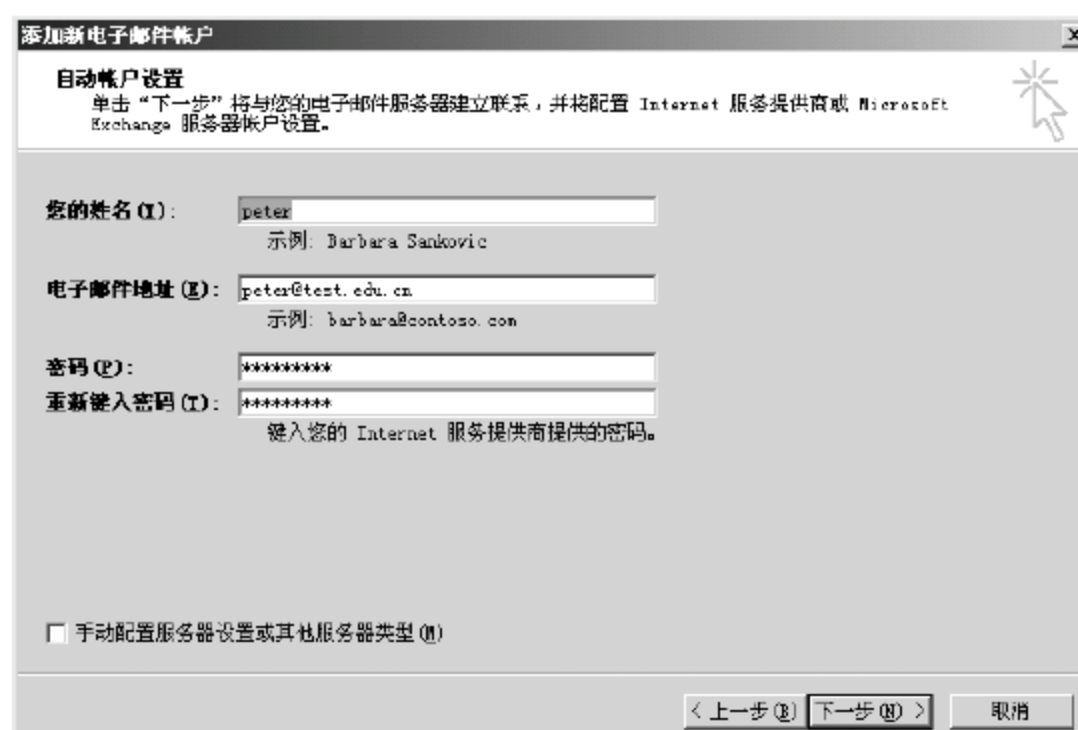 添加新电子邮件帐户
自动帐户设置
单击“下一步”将与您的电子邮件服务器建立联系，并将配置 Internet 服务提供商或 Microsoft
Exchange 服务器帐户设置。
您的姓名(Y):
peter
示例: Barbara Sankovic
电子邮件地址(E):
peter@test.edu.cn
示例: barbara@contoso.com
密码(P):
*********
重新键入密码(T):
*********
键入您的 Internet 服务提供商提供的密码。
手动配置服务器设置或其他服务器类型(M)
< 上一步(B)
下一步(N) >
取消